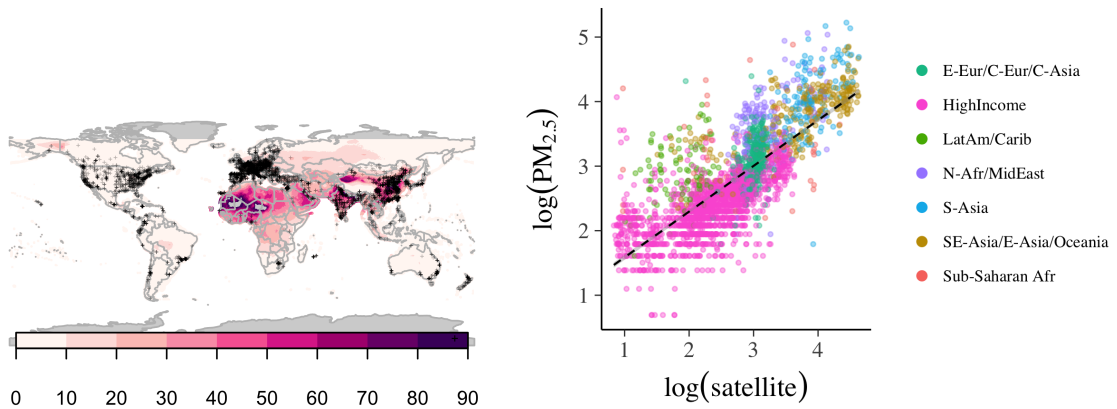 0 10 20 30 40 50 60 70 80 90
log(PM2.5)
5
4
3
2
1
1 2 3 4
log(satellite)
E-Eur/C-Eur/C-Asia
HighIncome
LatAm/Carib
N-Afr/MidEast
S-Asia
SE-Asia/E-Asia/Oceania
Sub-Saharan Afr